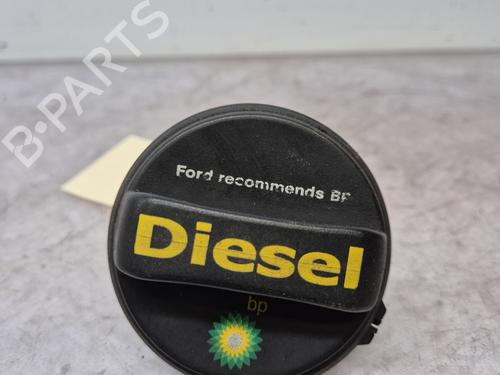 B-PARTS
Ford recommends BP
Diesel
bp